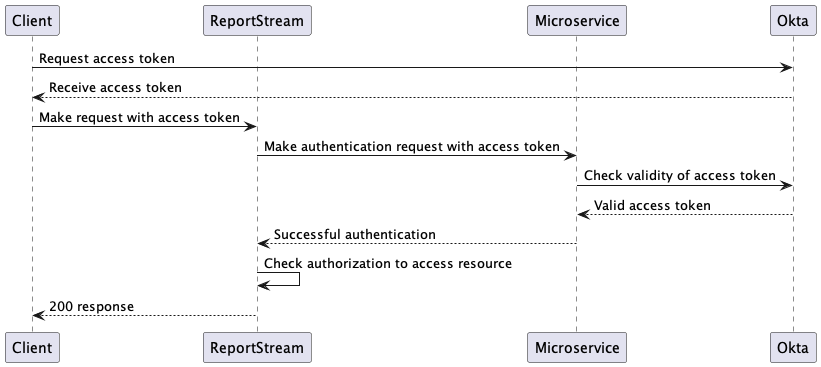 Client ReportStream Microservice Okta
Request access token
Receive access token
Make request with access token
Make authentication request with access token
Check validity of access token
Valid access token
Successful authentication
Check authorization to access resource
200 response
Client ReportStream Microservice Okta